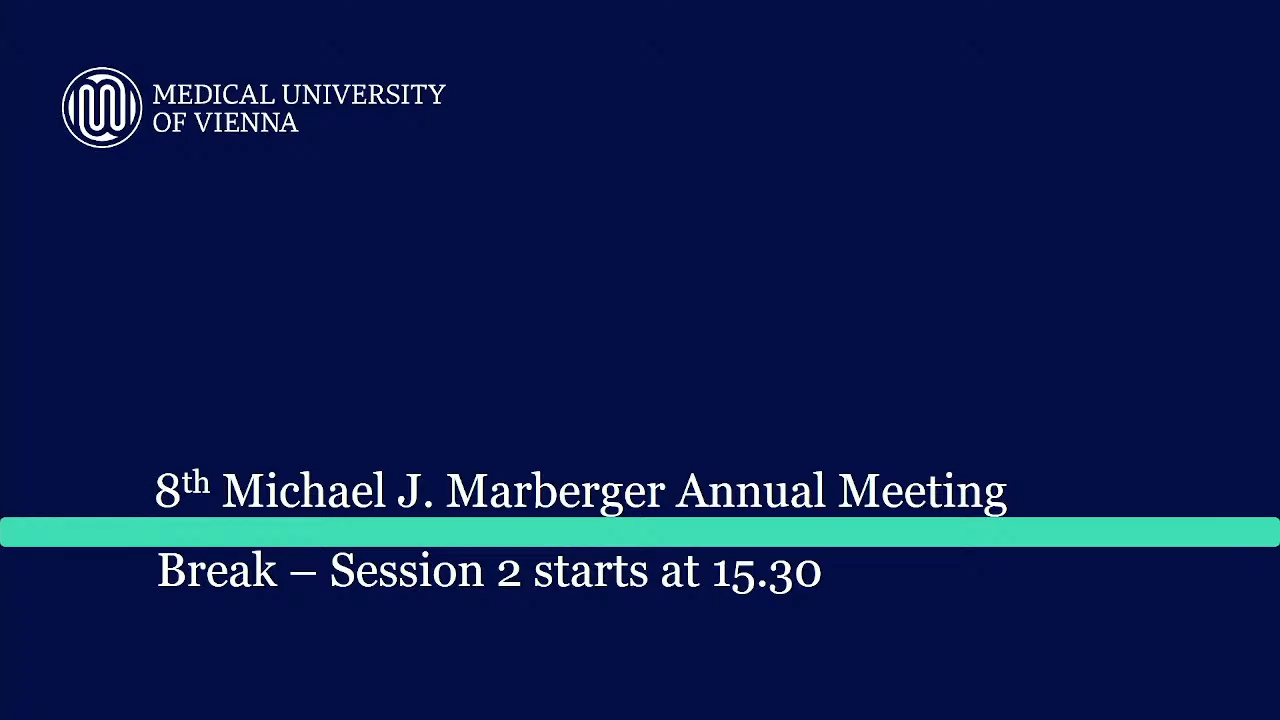 MEDICAL UNIVERSITY
OF VIENNA
8th Michael J. Marberger Annual Meeting
Break – Session 2 starts at 15.30